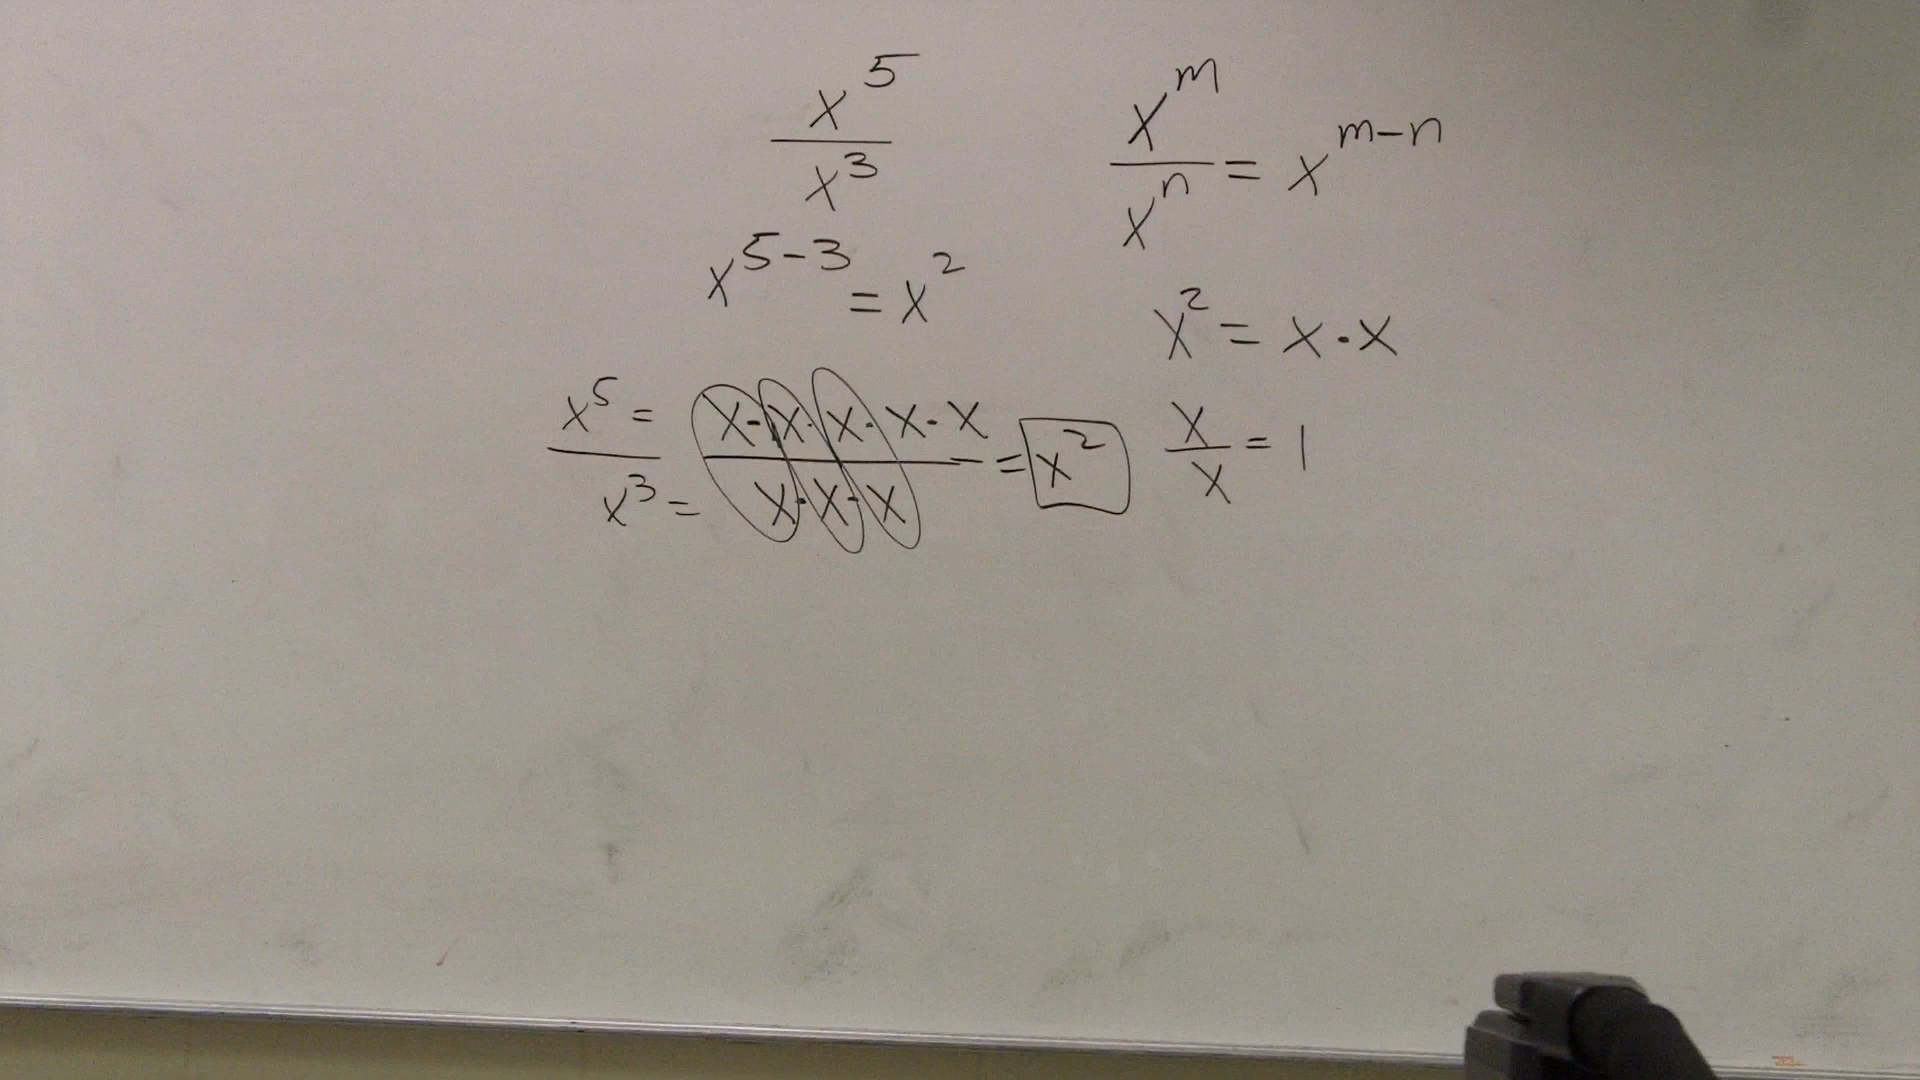 x^5 / x^3
x^m / x^n = x^(m-n)
x^(5-3) = x^2
x^2 = x · x
x^5 = / x^3 = x · x · x · x · x / x · x · x = x^2
x / x = 1